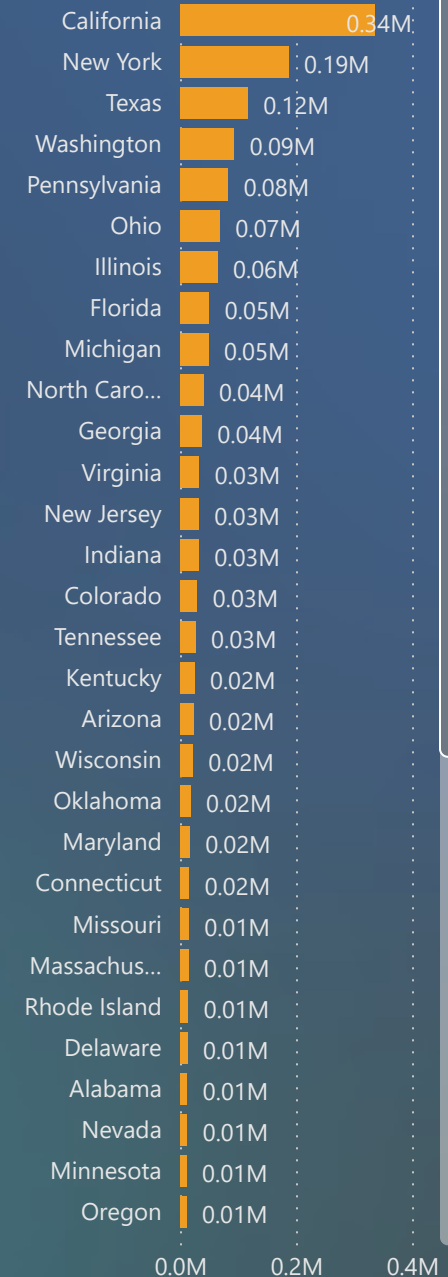 California 0.34M
New York 0.19M
Texas 0.12M
Washington 0.09M
Pennsylvania 0.08M
Ohio 0.07M
Illinois 0.06M
Florida 0.05M
Michigan 0.05M
North Caro... 0.04M
Georgia 0.04M
Virginia 0.03M
New Jersey 0.03M
Indiana 0.03M
Colorado 0.03M
Tennessee 0.03M
Kentucky 0.02M
Arizona 0.02M
Wisconsin 0.02M
Oklahoma 0.02M
Maryland 0.02M
Connecticut 0.02M
Missouri 0.01M
Massachus... 0.01M
Rhode Island 0.01M
Delaware 0.01M
Alabama 0.01M
Nevada 0.01M
Minnesota 0.01M
Oregon 0.01M
0.0M 0.2M 0.4M